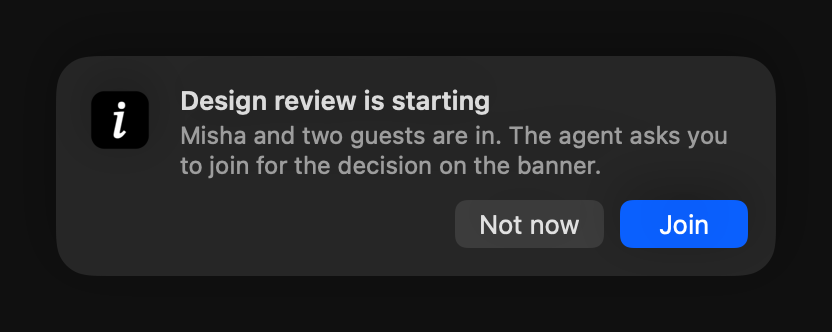 i
Design review is starting
Misha and two guests are in. The agent asks you
to join for the decision on the banner.
Not now
Join